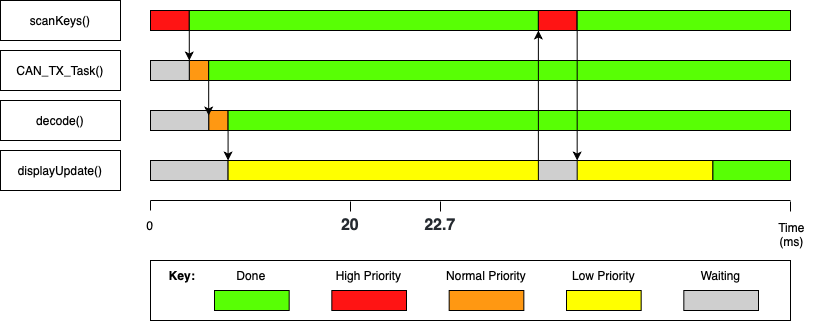 scanKeys()
CAN_TX_Task()
decode()
displayUpdate()
0
20
22.7
Time
(ms)
Key:
Done
High Priority
Normal Priority
Low Priority
Waiting